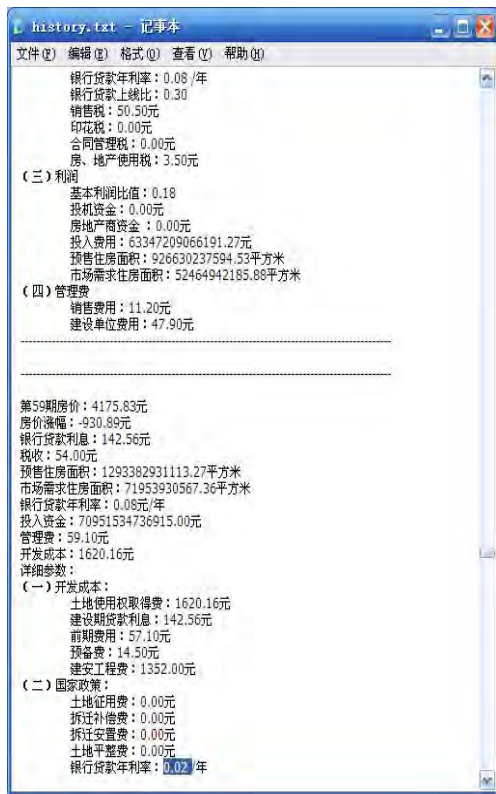 history.txt - 记事本
文件(F) 编辑(E) 格式(O) 查看(V) 帮助(H)
银行贷款年利率：0.08 /年
银行贷款上线比：0.30
销售税：50.50元
印花税：0.00元
合同管理税：0.00元
房、地产使用税：3.50元
(三)利润
基本利润比值：0.18
投机资金：0.00元
房地产商资金 ：0.00元
投入费用：63347209066191.27元
预售住房面积：926630237594.53平方米
市场需求住房面积：52464942185.88平方米
(四)管理费
销售费用：11.20元
建设单位费用：47.90元
第59期房价：4175.83元
房价涨幅：-930.89元
银行贷款利息：142.56元
税收：54.00元
预售住房面积：1293382931113.27平方米
市场需求住房面积：71953930567.36平方米
银行贷款年利率：0.08元/年
投入资金：70951534736915.00元
管理费：59.10元
开发成本：1620.16元
详细参数：
(一)开发成本：
土地使用权取得费：1620.16元
建设期贷款利息：142.56元
前期费用：57.10元
预备费：14.50元
建安工程费：1352.00元
(二)国家政策：
土地征用费：0.00元
拆迁补偿费：0.00元
拆迁安置费：0.00元
土地平整费：0.00元
银行贷款年利率：0.02 /年